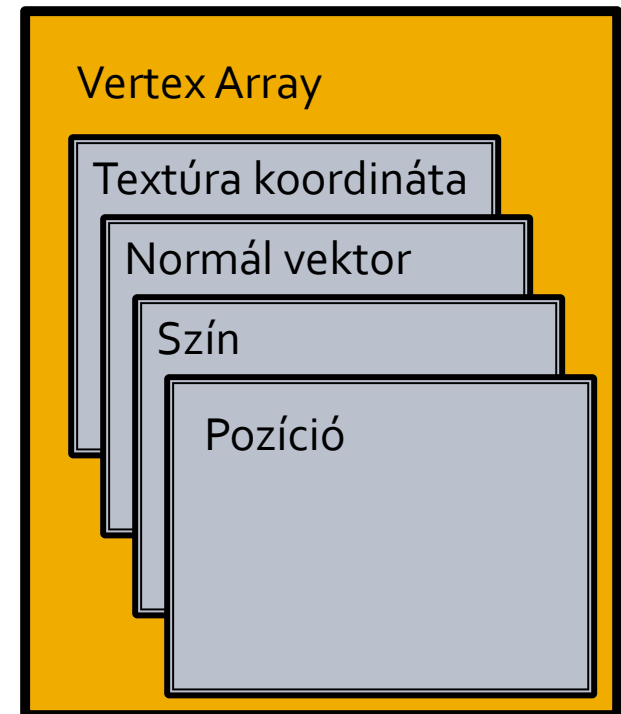 Vertex Array
Textúra koordináta
Normál vektor
Szín
Pozíció